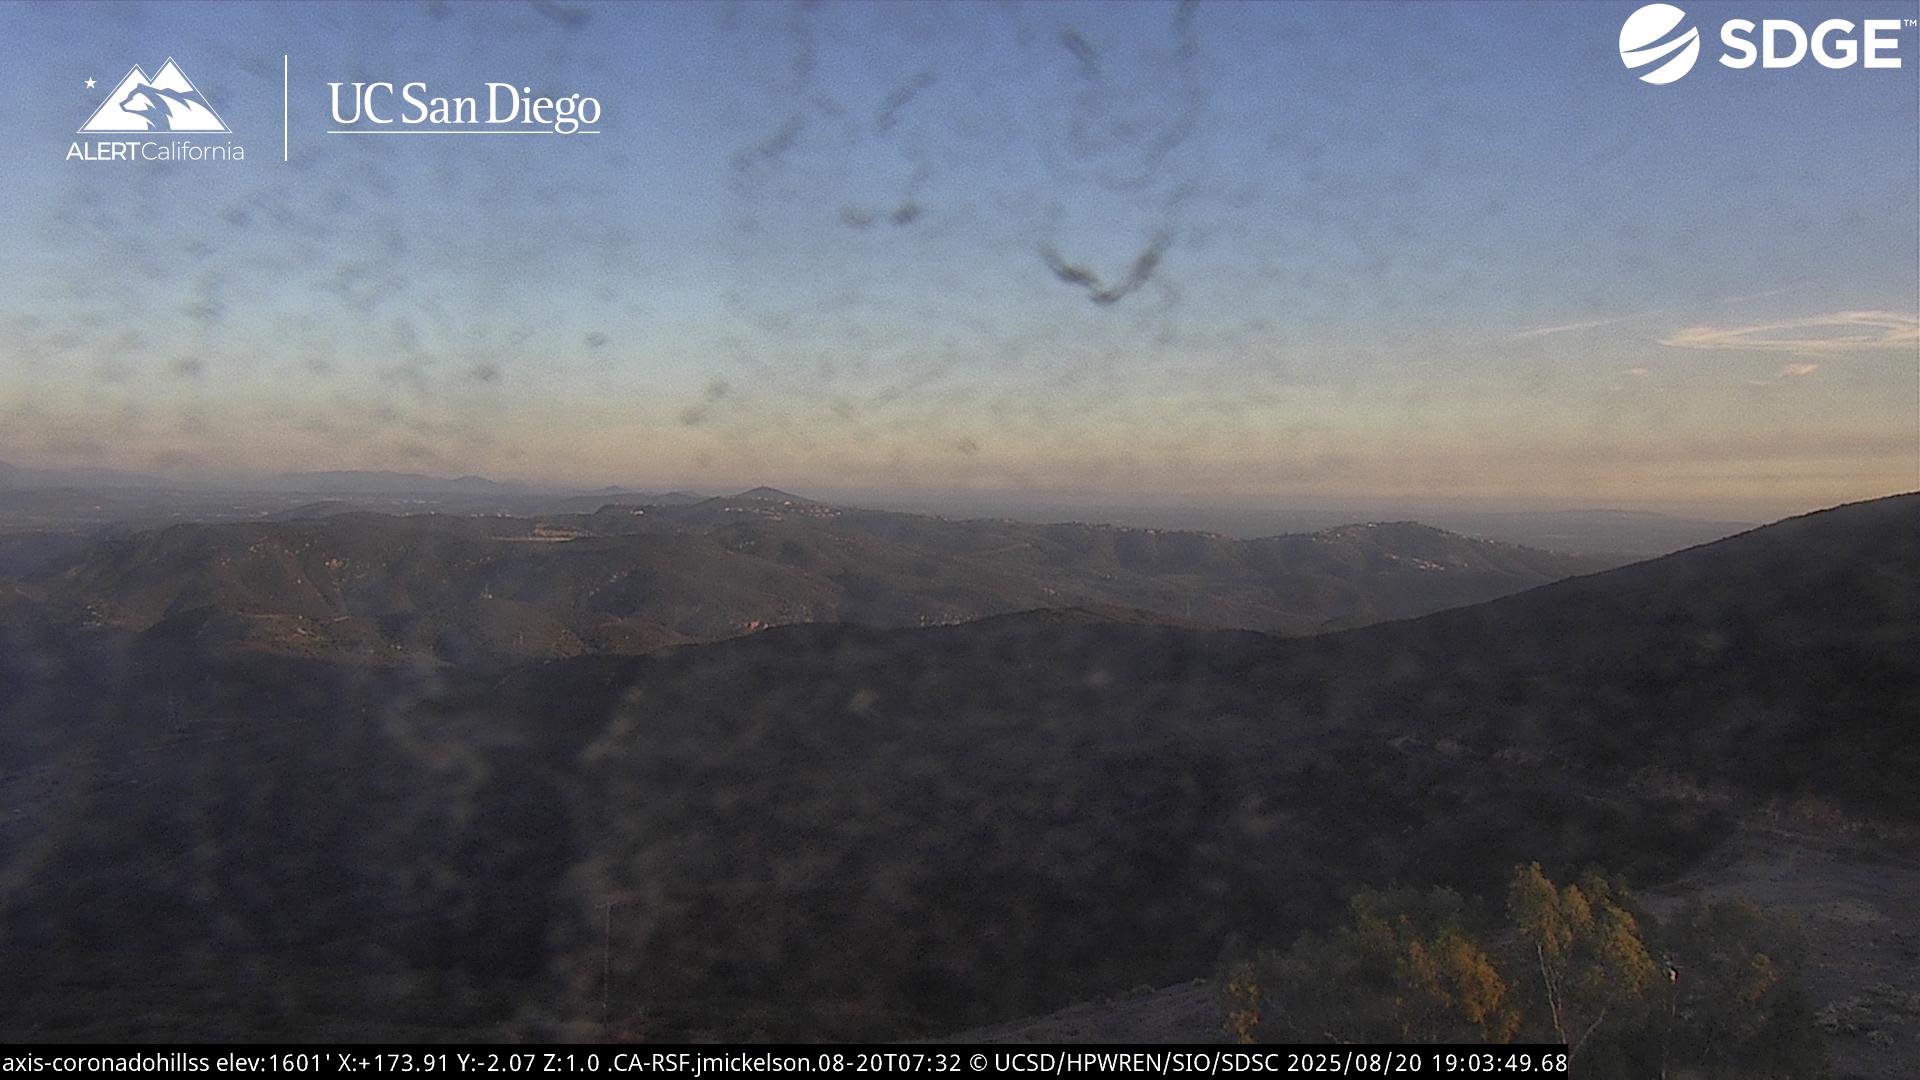 SDGE™
UC San Diego
ALERTCalifornia
axis-coronadohillss elev:1601' X:+173.91 Y:-2.07 Z:1.0 .CA-RSF.jmickelson.08-20T07:32 © UCSD/HPWREN/SIO/SDSC 2025/08/20 19:03:49.68